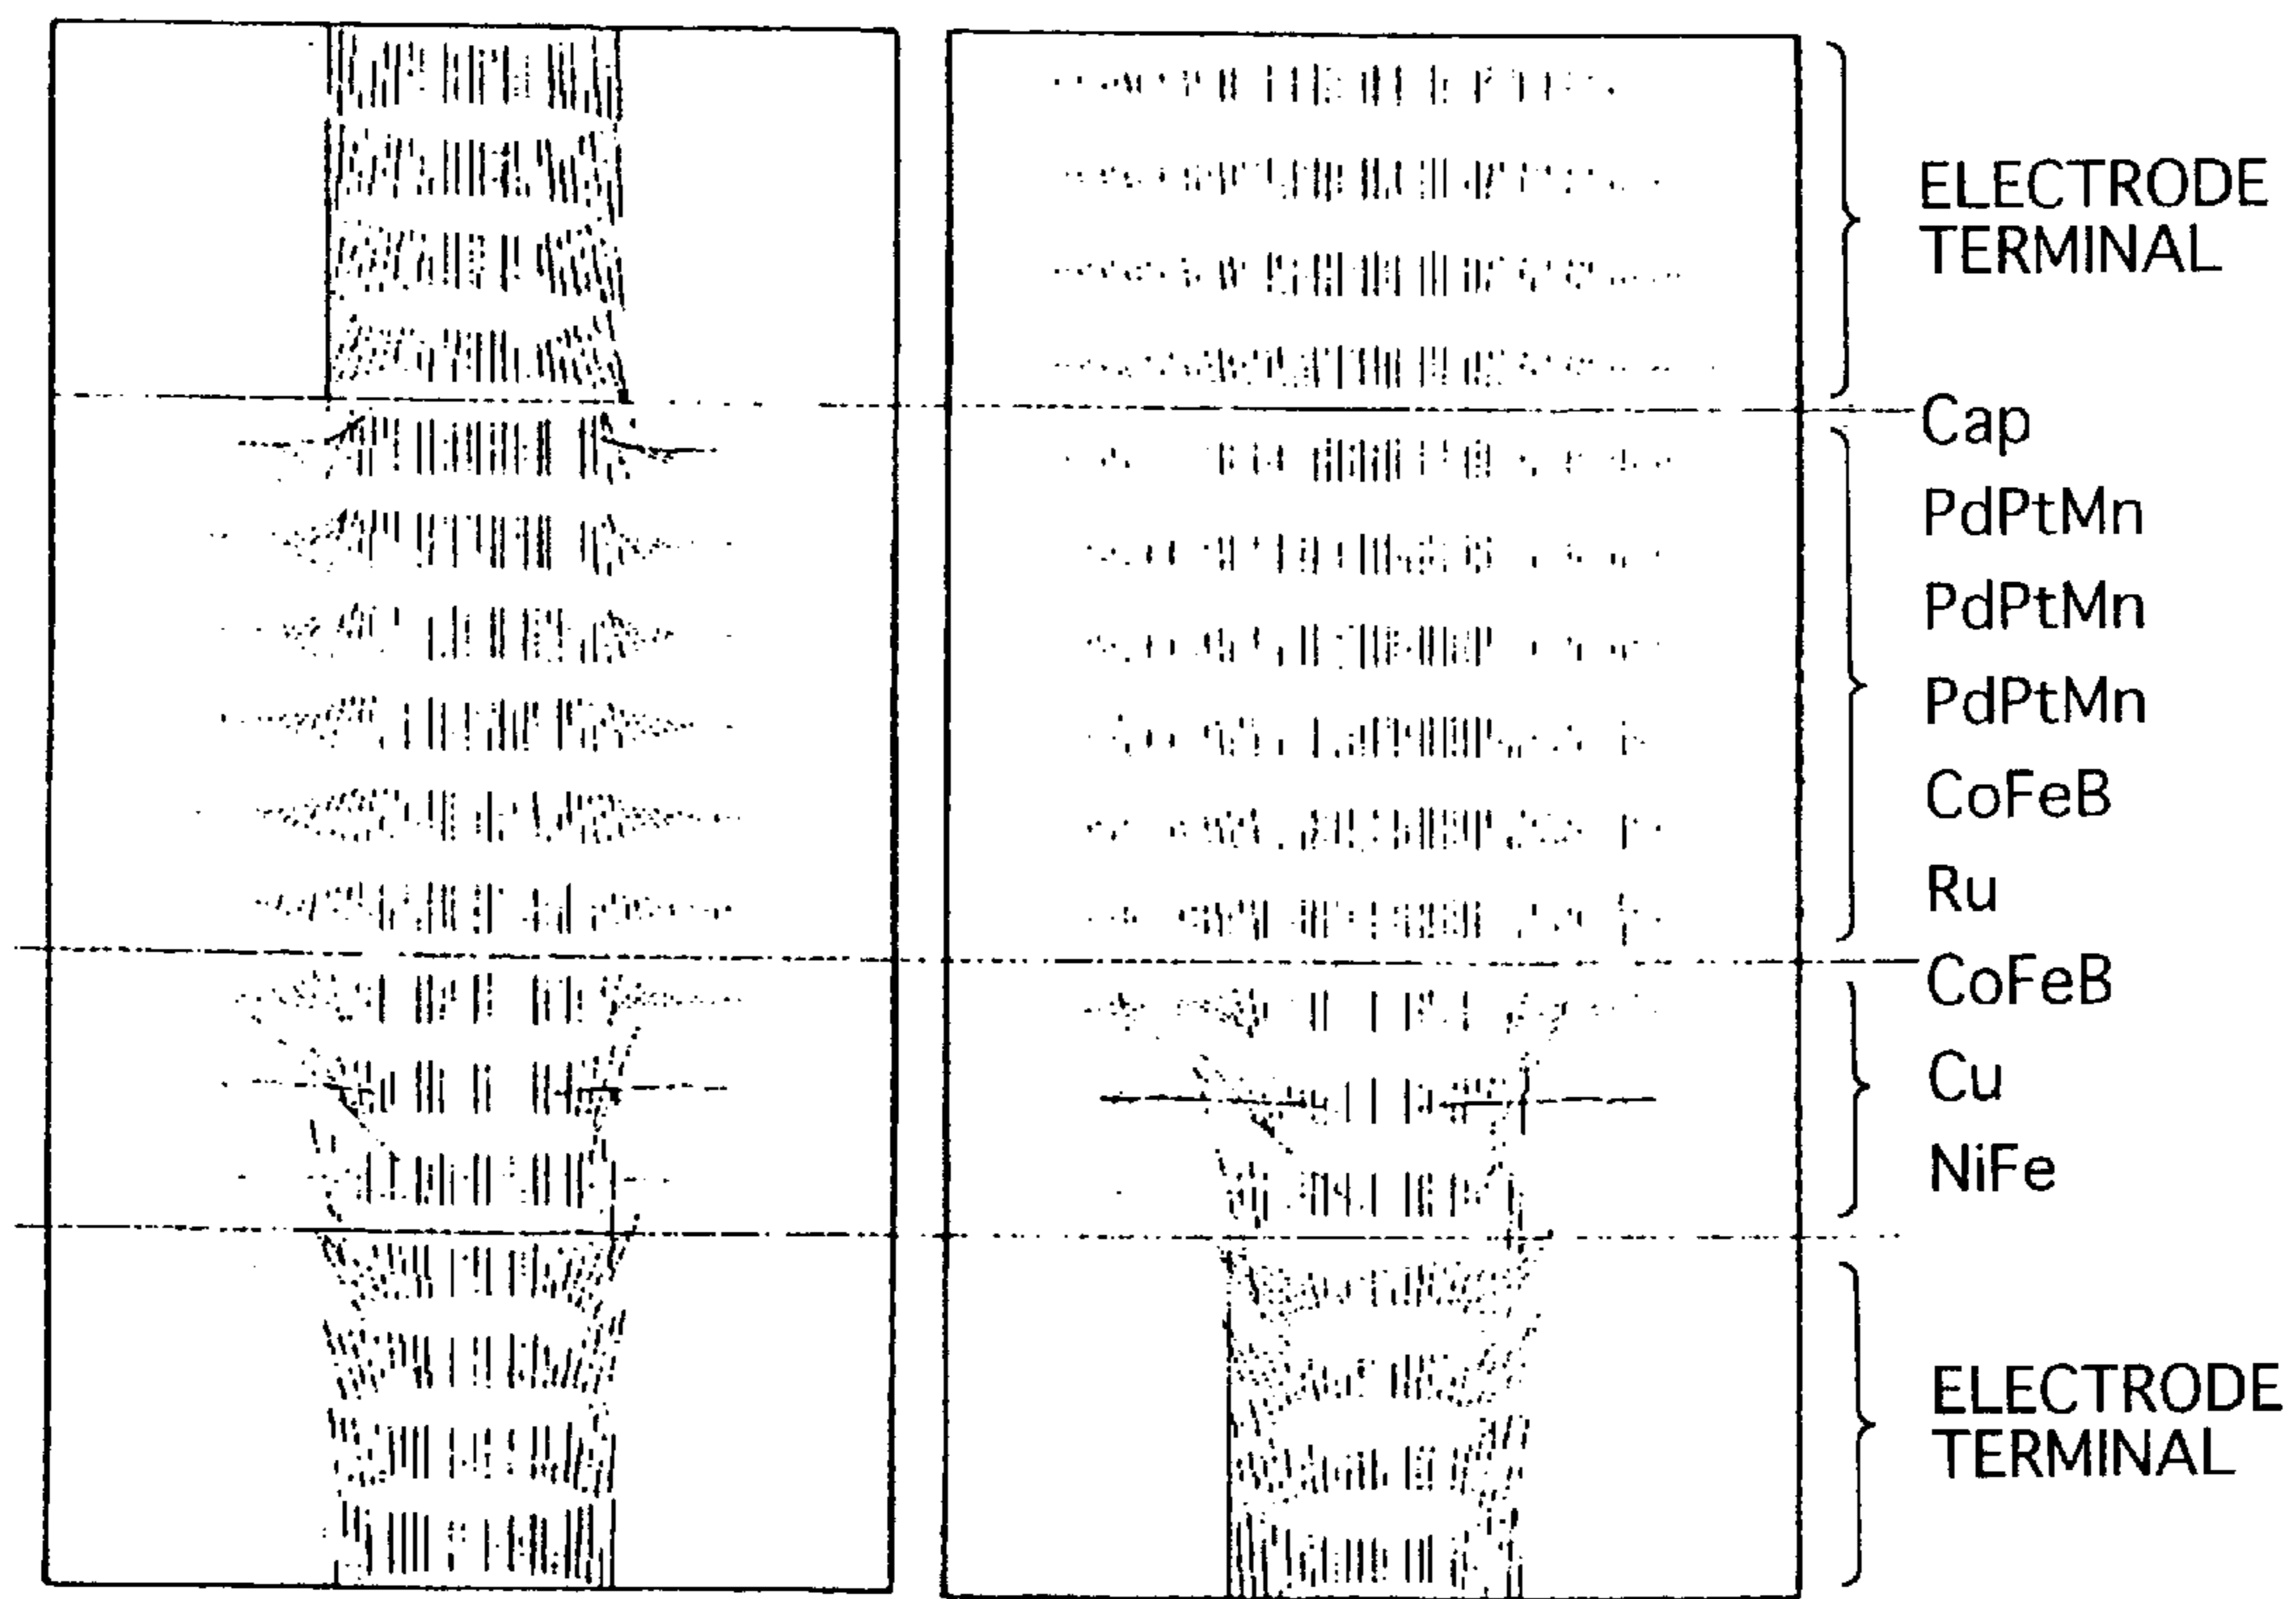 ELECTRODE
TERMINAL
Cap
PdPtMn
PdPtMn
PdPtMn
CoFeB
Ru
CoFeB
Cu
NiFe
ELECTRODE
TERMINAL